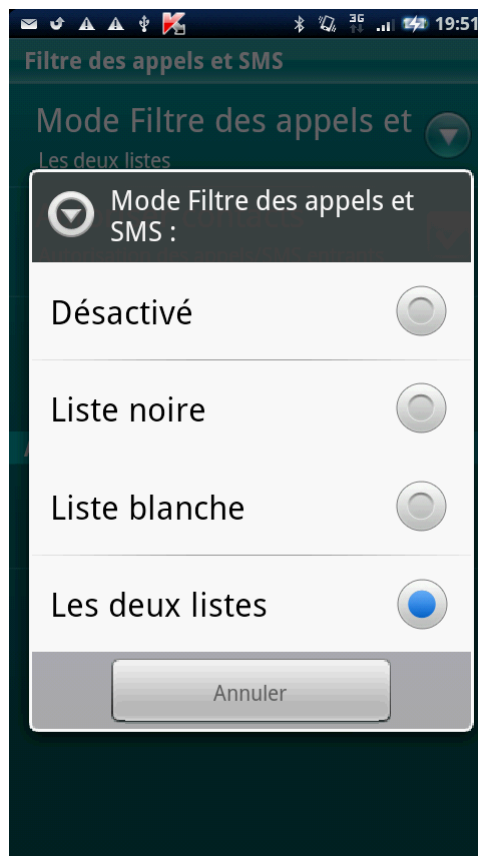 3G 19:51
Filtre des appels et SMS
Mode Filtre des appels et
Les deux listes
Mode Filtre des appels et
SMS :
Désactivé
Liste noire
Liste blanche
Les deux listes
Annuler